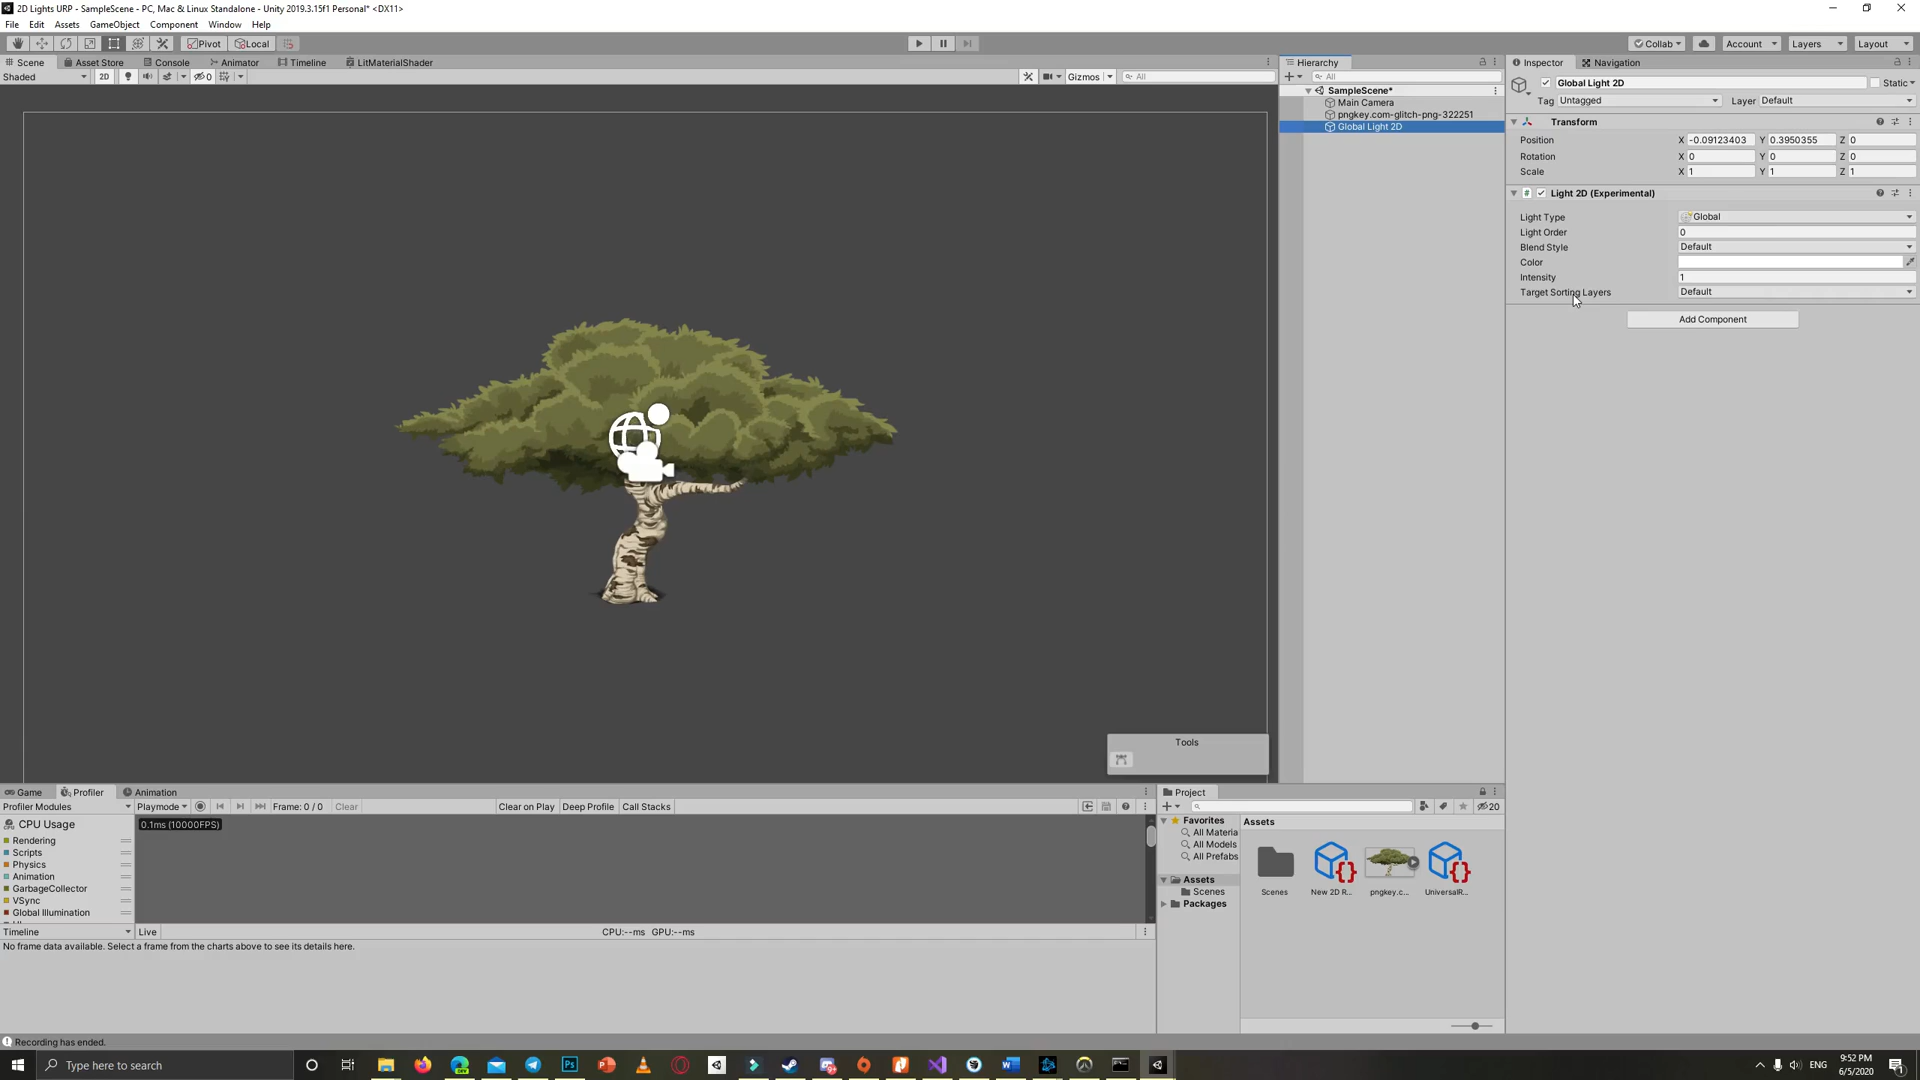 2D Lights URP - SampleScene - PC, Mac & Linux Standalone - Unity 2019.3.15f1 Personal* <DX11>
File Edit Assets GameObject Component Window Help
Pivot Local Collab Account Layers Layout
Scene Asset Store Console Animator Timeline LitMaterialShader
Shaded 2D 0 Gizmos All
Hierarchy
All
SampleScene*
Main Camera
pngkey.com-glitch-png-322251
Global Light 2D
Inspector Navigation
Global Light 2D Static
Tag Untagged Layer Default
Transform
Position X -0.09123403 Y 0.3950355 Z 0
Rotation X 0 Y 0 Z 0
Scale X 1 Y 1 Z 1
# Light 2D (Experimental)
Light Type Global
Light Order 0
Blend Style Default
Color
Intensity 1
Target Sorting Layers Default
Add Component
Tools
Game Profiler Animation
Profiler Modules Playmode Frame: 0 / 0 Clear Clear on Play Deep Profile Call Stacks
CPU Usage 0.1ms (10000FPS)
Rendering
Scripts
Physics
Animation
GarbageCollector
VSync
Global Illumination
Timeline Live CPU:--ms GPU:--ms
No frame data available. Select a frame from the charts above to see its details here.
Project
20
Favorites
All Materia
All Models
All Prefabs
Assets
Scenes
Packages
Assets
Scenes New 2D R... pngkey.c... UniversalR...
Recording has ended.
Type here to search
ENG
9:52 PM
6/5/2020